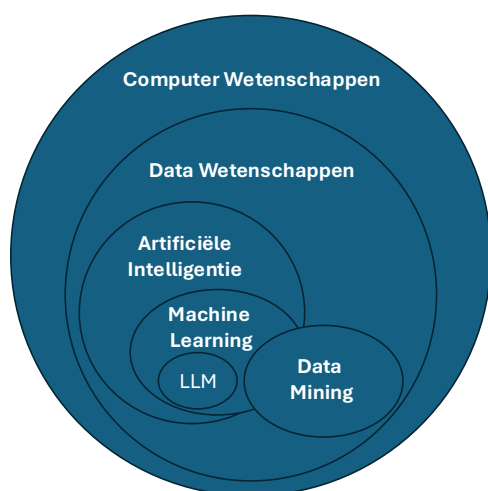 Computer Wetenschappen
Data Wetenschappen
Artificiële
Intelligentie
Machine
Learning
LLM
Data
Mining